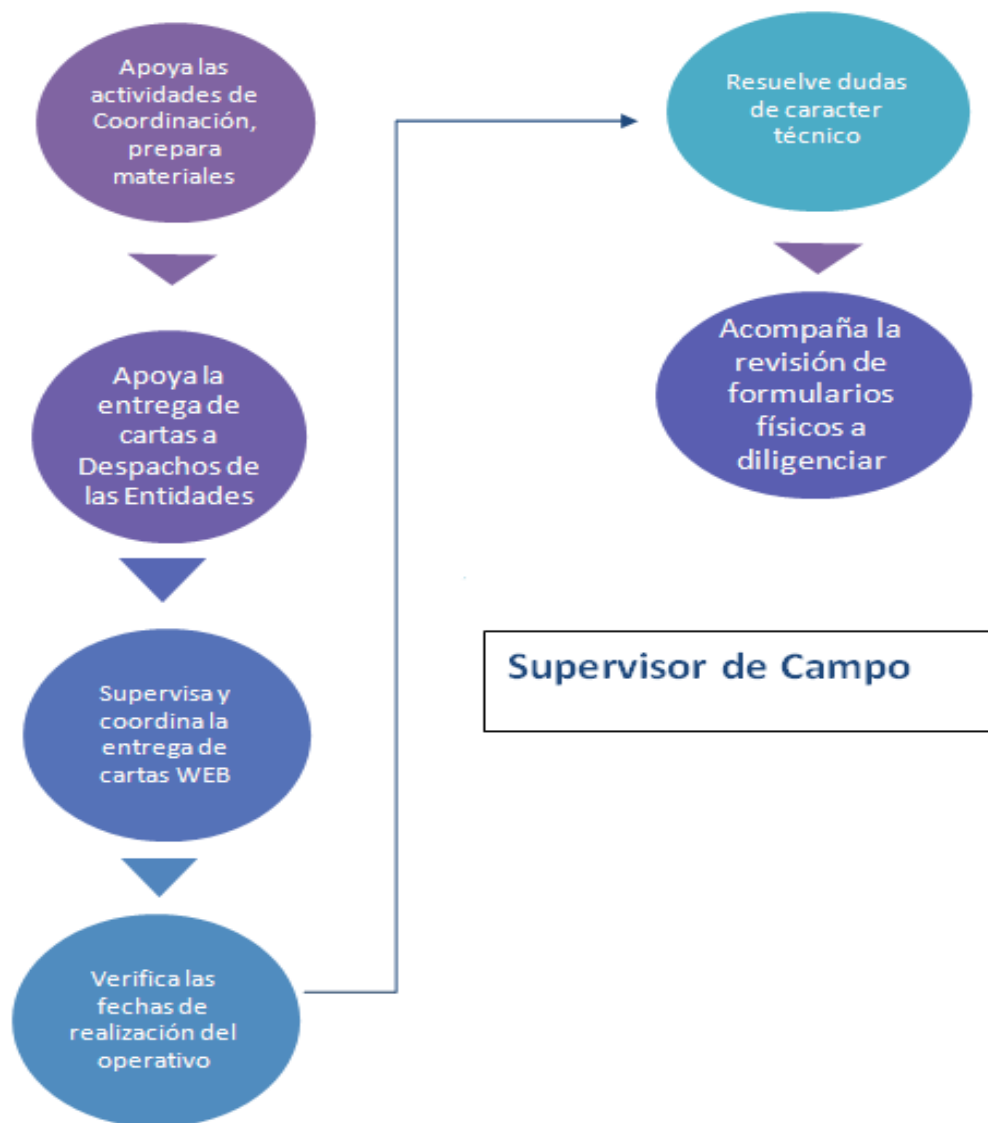 Apoya las
actividades de
Coordinación,
prepara
materiales
Apoya la
entrega de
cartas a
Despachos de
las Entidades
Supervisa y
coordina la
entrega de
cartas WEB
Verifica las
fechas de
realización del
operativo
Resuelve dudas
de caracter
técnico
Acompaña la
revisión de
formularios
físicos a
diligenciar
Supervisor de Campo